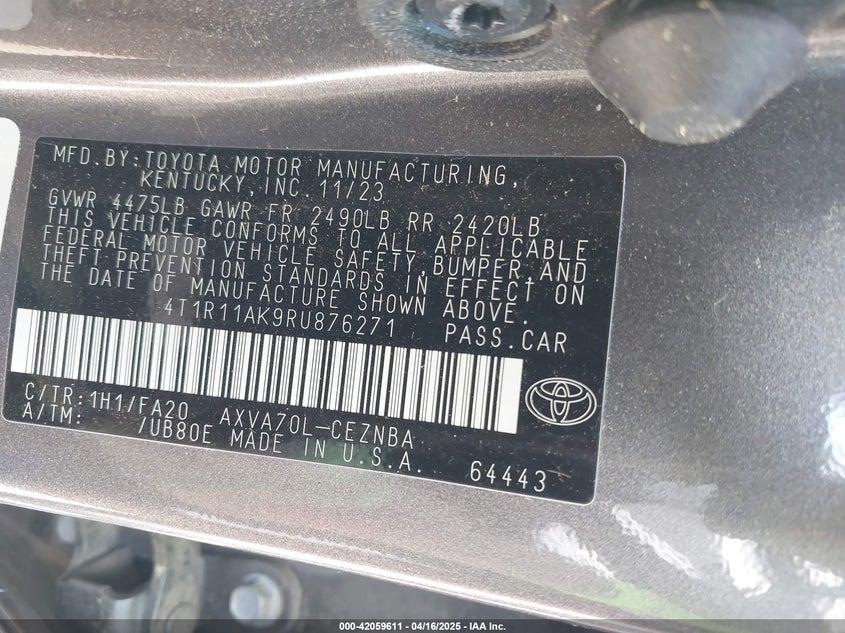 MFD.BY:TOYOTA MOTOR MANUFACTURING,
KENTUCKY,INC. 11/23
GVWR 4475LB GAWR FR 2490LB RR 2420LB
THIS VEHICLE CONFORMS TO ALL APPLICABLE
FEDERAL MOTOR VEHICLE SAFETY,BUMPER,AND
THEFT PREVENTION STANDARDS IN EFFECT ON
THE DATE OF MANUFACTURE SHOWN ABOVE.
4T1R11AK9RU876271 PASS.CAR
C/TR:1H1/FA20 AXVA70L-CEZNBA
A/TM: /UB80E MADE IN U.S.A.
64443
000-42059611 - 04/16/2025 - IAA Inc.